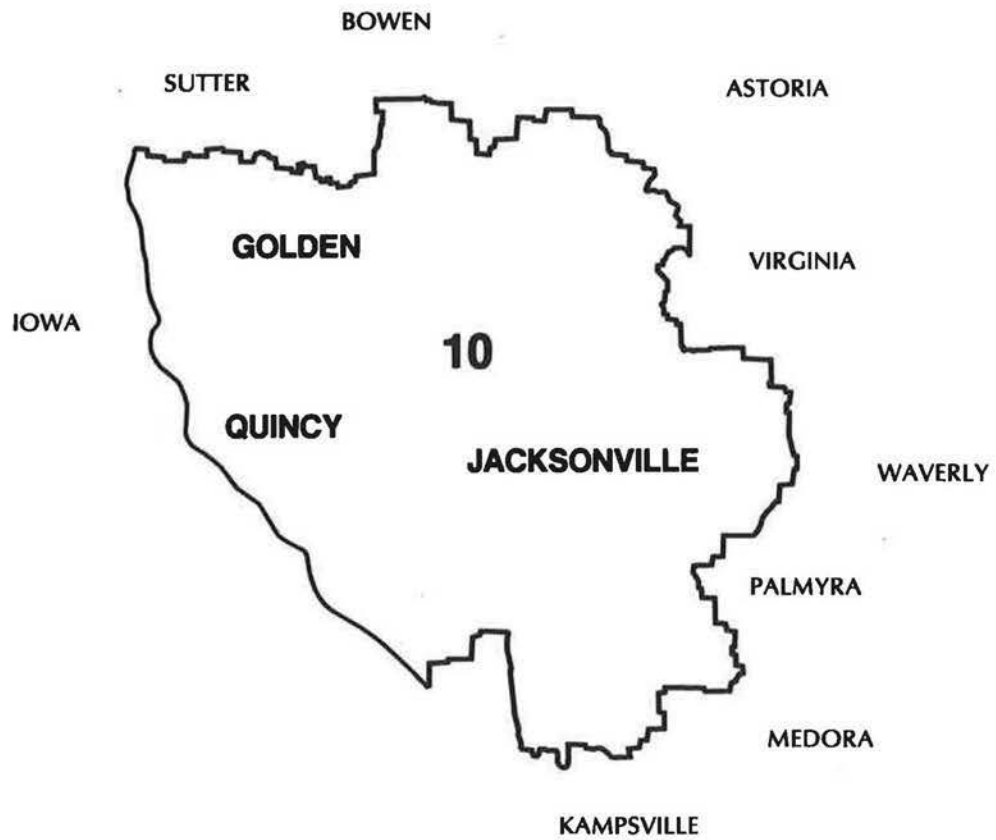 BOWEN
SUTTER
ASTORIA
GOLDEN
VIRGINIA
IOWA
10
QUINCY
JACKSONVILLE
WAVERLY
PALMYRA
MEDORA
KAMPSVILLE